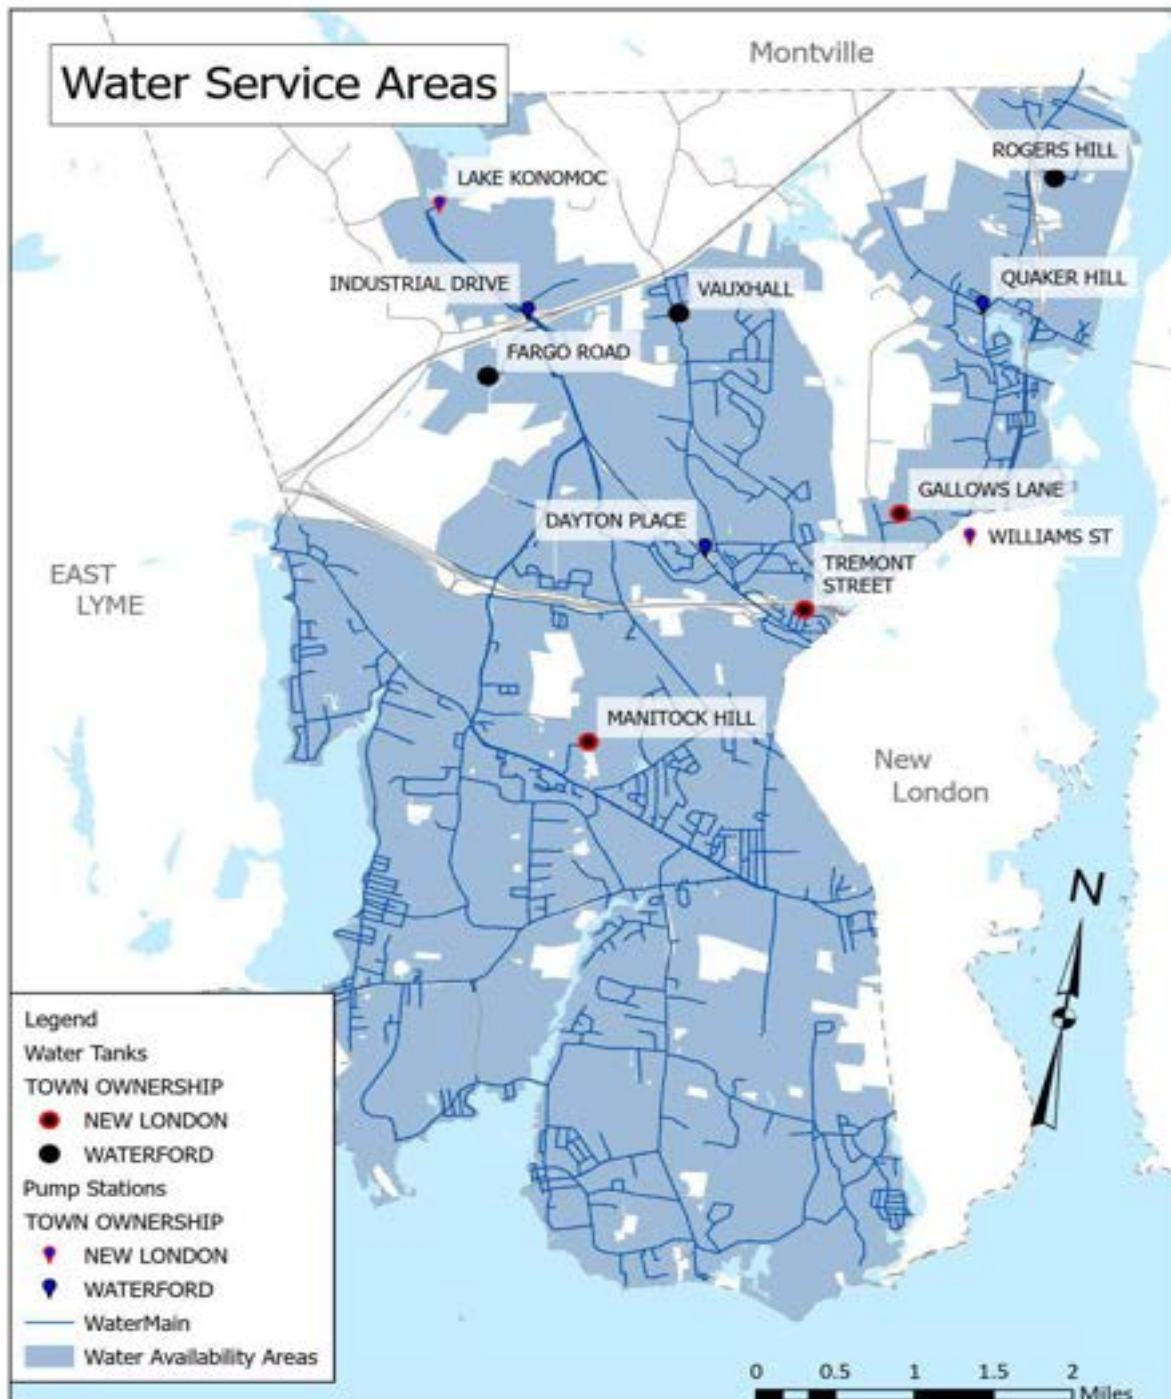 Water Service Areas
Montville
ROGERS HILL
LAKE KONOMOC
QUAKER HILL
INDUSTRIAL DRIVE
VAUXHALL
FARGO ROAD
GALLOWS LANE
DAYTON PLACE
WILLIAMS ST
TREMONT
STREET
EAST
LYME
MANITOCK HILL
New
London
N
Legend
Water Tanks
TOWN OWNERSHIP
NEW LONDON
WATERFORD
Pump Stations
TOWN OWNERSHIP
NEW LONDON
WATERFORD
WaterMain
Water Availability Areas
0 0.5 1 1.5 2
Miles